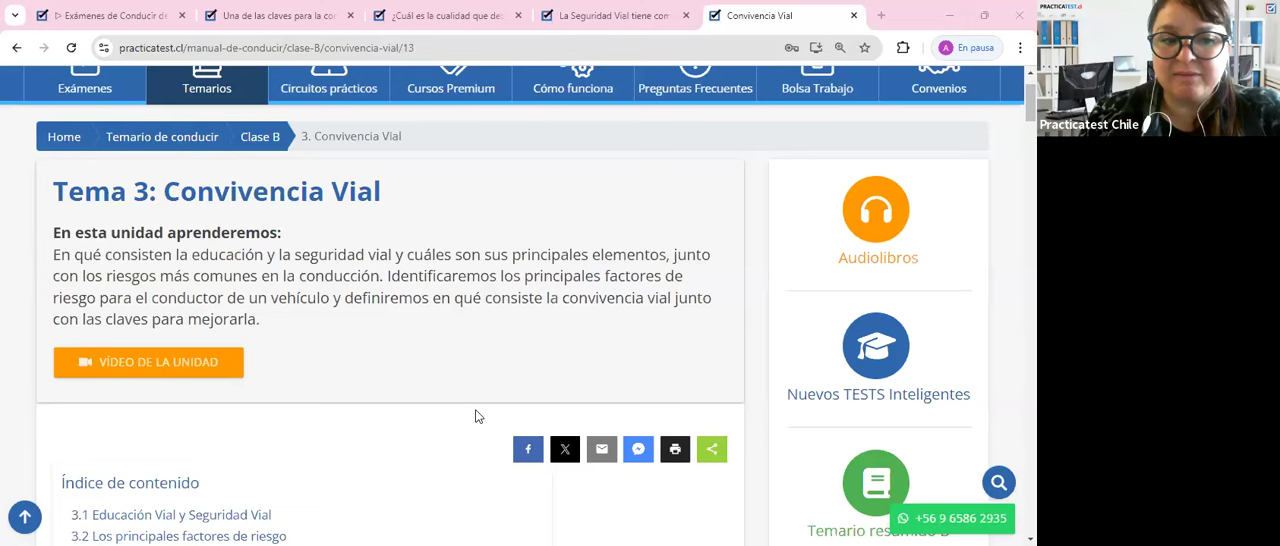 Exámenes de Conducir de
Una de las claves para la co
¿Cuál es la cualidad que de
La Seguridad Vial tiene com
Convivencia Vial
practicatest.cl/manual-de-conducir/clase-B/convivencia-vial/13
A
En pausa
PRACTICATEST.cl
Practicatest Chile
Exámenes
Temarios
Circuitos prácticos
Cursos Premium
Cómo funciona
Preguntas Frecuentes
Bolsa Trabajo
Convenios
Home
Temario de conducir
Clase B
3. Convivencia Vial
Tema 3: Convivencia Vial
En esta unidad aprenderemos:
En qué consisten la educación y la seguridad vial y cuáles son sus principales elementos, junto
con los riesgos más comunes en la conducción. Identificaremos los principales factores de
riesgo para el conductor de un vehículo y definiremos en qué consiste la convivencia vial junto
con las claves para mejorarla.
VÍDEO DE LA UNIDAD
Índice de contenido
3.1 Educación Vial y Seguridad Vial
3.2 Los principales factores de riesgo
Audiolibros
Nuevos TESTS Inteligentes
Temario resumido B
+56 9 6586 2935